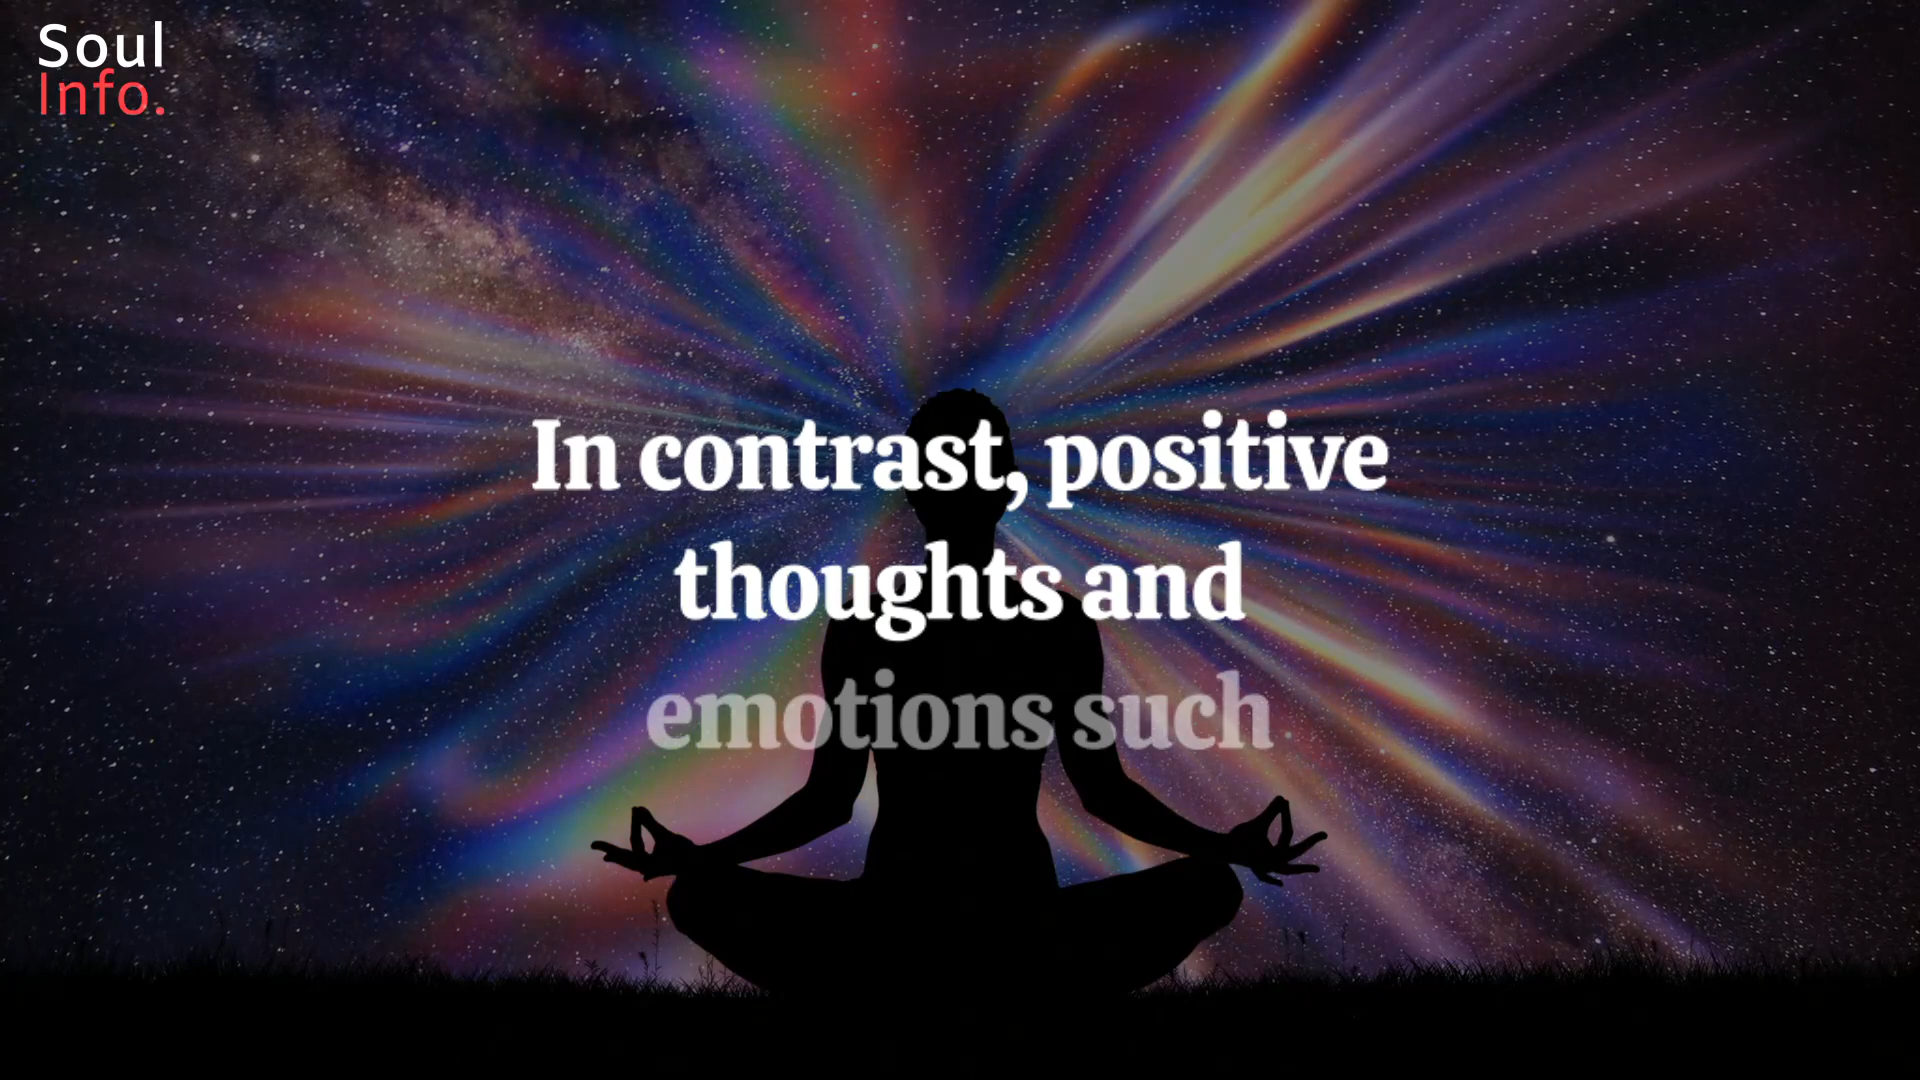 Soul
Info.
In contrast, positive
thoughts and
emotions such